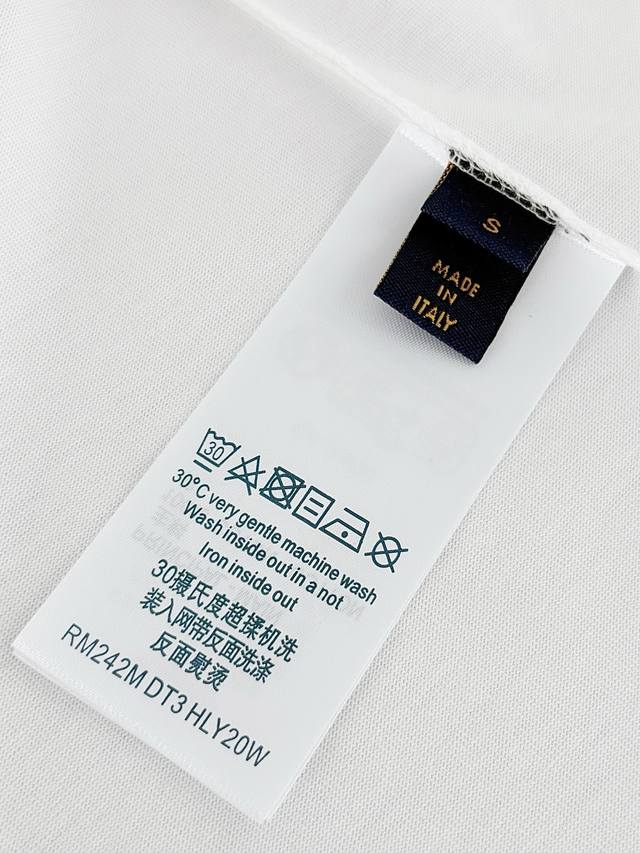 S
MADE
IN
ITALY
30
30°C very gentle machine wash
Wash inside out in a not
Iron inside out
30摄氏度超揉机洗
装入网带反面洗涤
反面熨烫
RM242M DT3 HLY20W